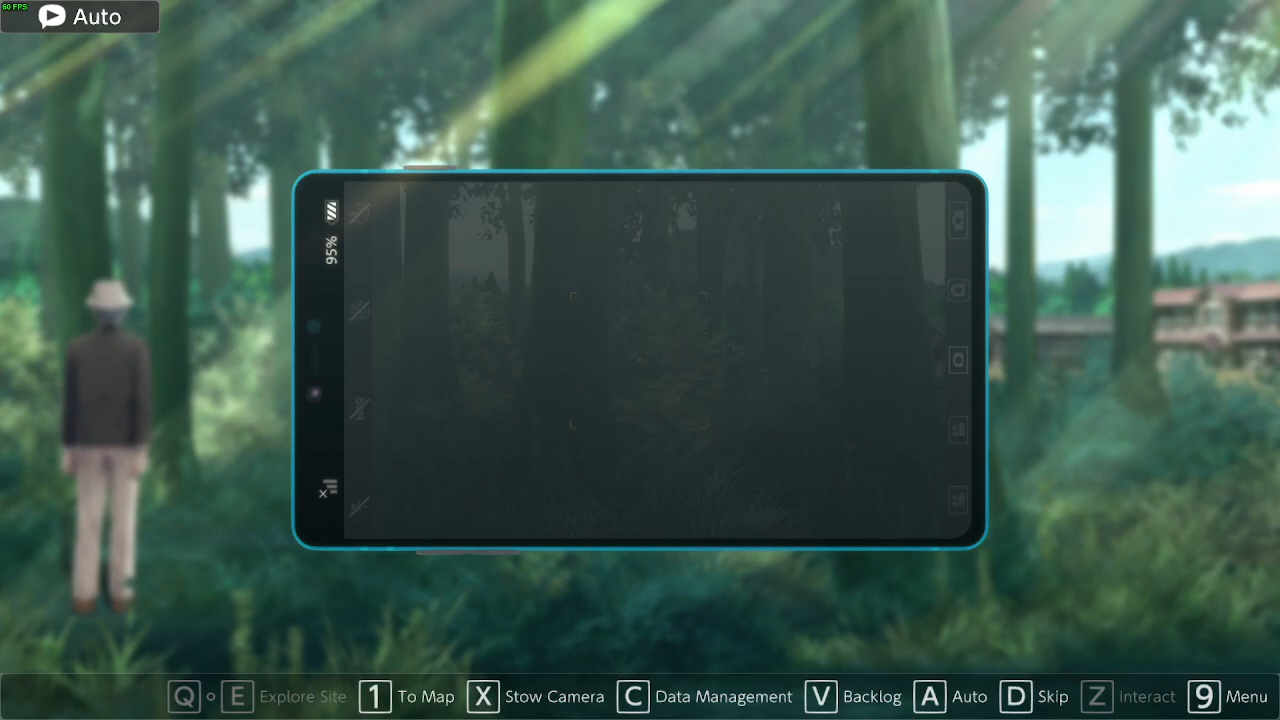 60 FPS
Auto
95%
Q E Explore Site 1 To Map X Stow Camera C Data Management V Backlog A Auto D Skip Z Interact 9 Menu